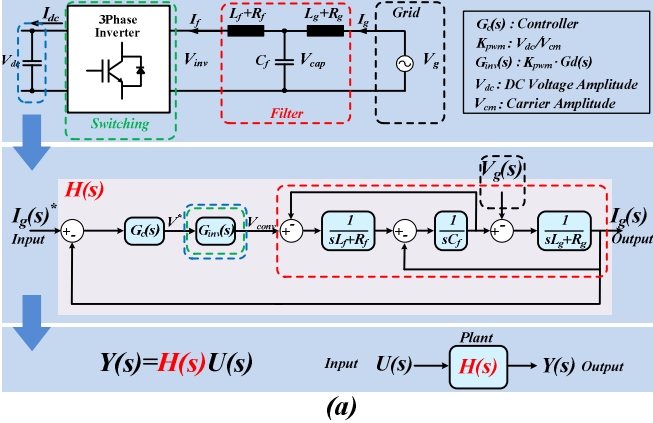 I_dc
3Phase
Inverter
I_f
L_f+R_f
L_g+R_g
I_g
Grid
V_dc
V_inv
C_f
V_cap
V_g
Switching
Filter
G_c(s) : Controller
K_pwm : V_dc/V_cm
G_inv(s) : K_pwm · Gd(s)
V_dc : DC Voltage Amplitude
V_cm : Carrier Amplitude
H(s)
V_g(s)
I_g(s)*
Input
+
-
G_c(s)
V*
G_inv(s)
V_conv
+
-
1
sL_f+R_f
+
-
1
sC_f
+
-
1
sL_g+R_g
I_g(s)
Output
Y(s)=H(s)U(s)
Plant
Input U(s) H(s) Y(s) Output
(a)